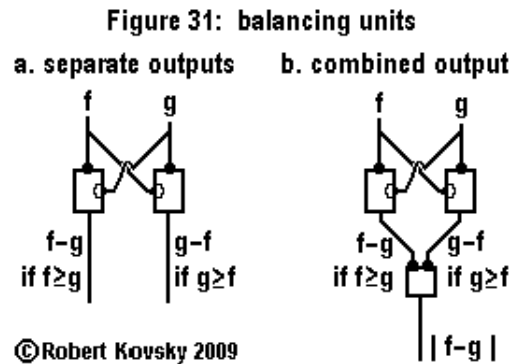 Figure 31: balancing units
a. separate outputs
b. combined output
f
g
f
g
f-g
if f≥g
g-f
if g≥f
f-g
if f≥g
g-f
if g≥f
| f-g |
©Robert Kovsky 2009